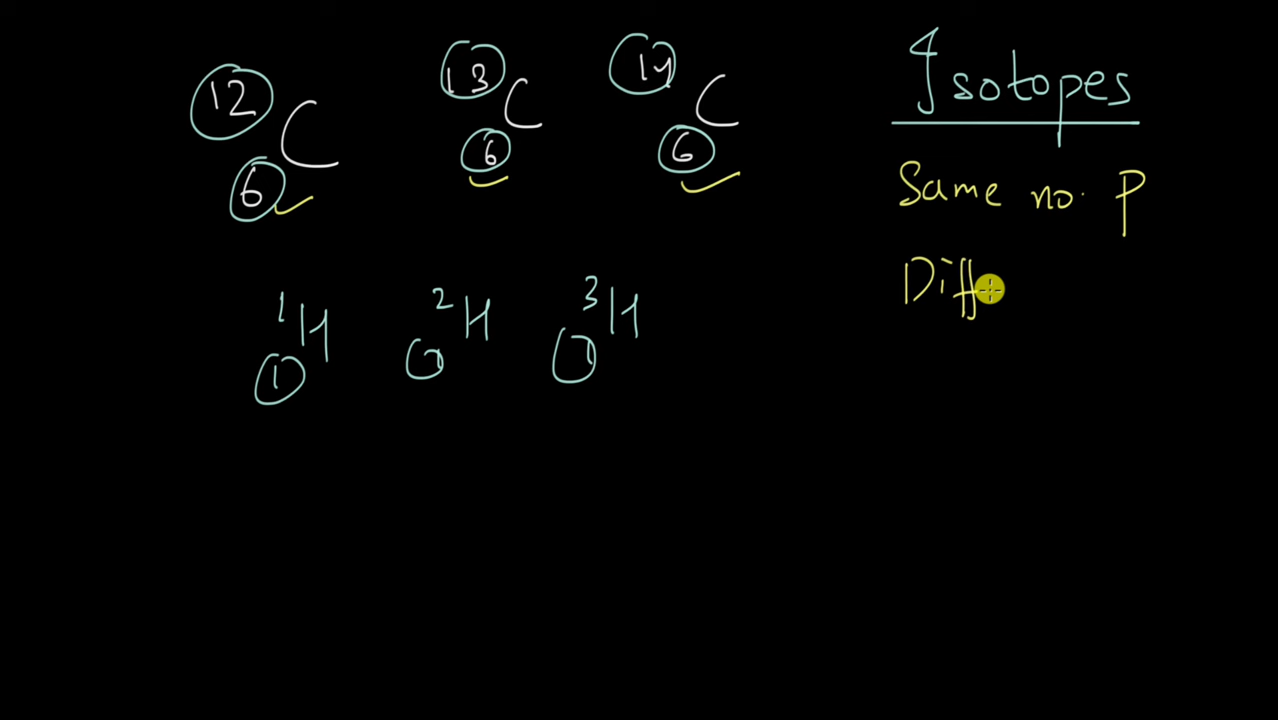 12 C 6
13 C 6
14 C 6
Isotopes
Same no. P
Diff
1 H 1
2 H 1
3 H 1